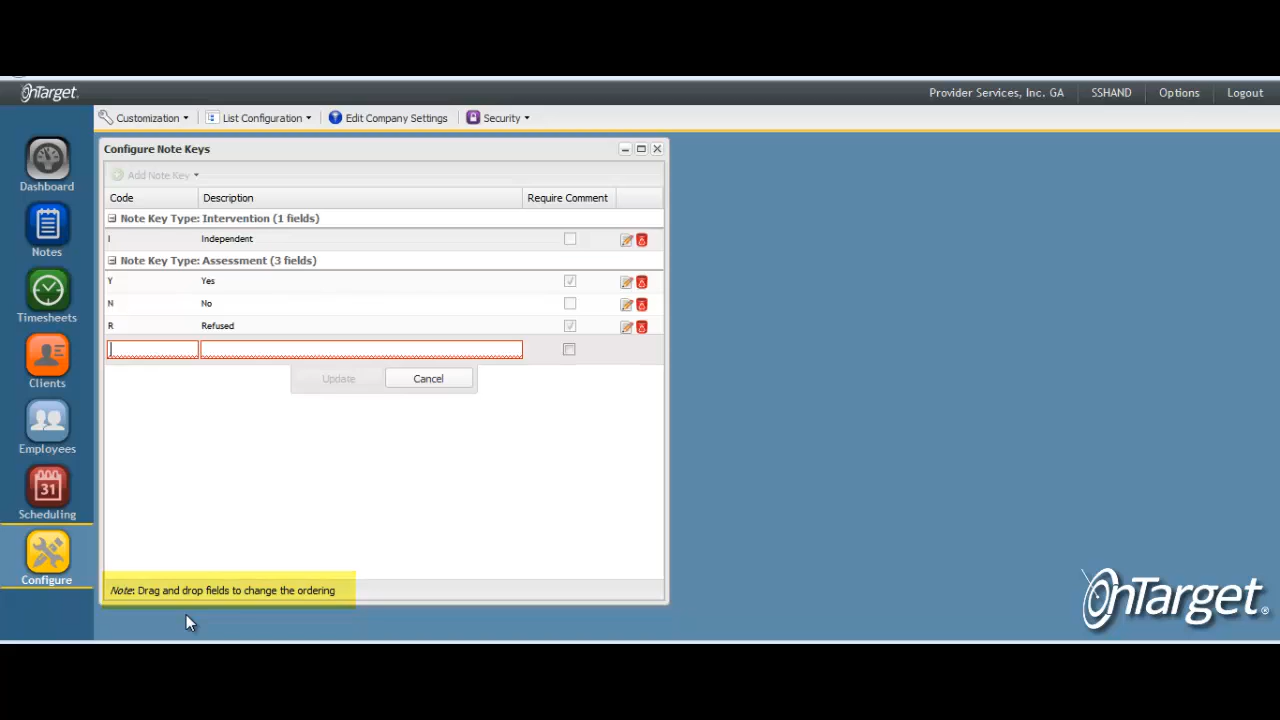 OnTarget.
Provider Services, Inc. GA SSHAND Options Logout
Customization List Configuration Edit Company Settings Security
Dashboard
Notes
Timesheets
Clients
Employees
31
Scheduling
Configure
Configure Note Keys
Add Note Key
Code Description Require Comment
Note Key Type: Intervention (1 fields)
I Independent
Note Key Type: Assessment (3 fields)
Y Yes
N No
R Refused
Update Cancel
Note: Drag and drop fields to change the ordering
OnTarget.®